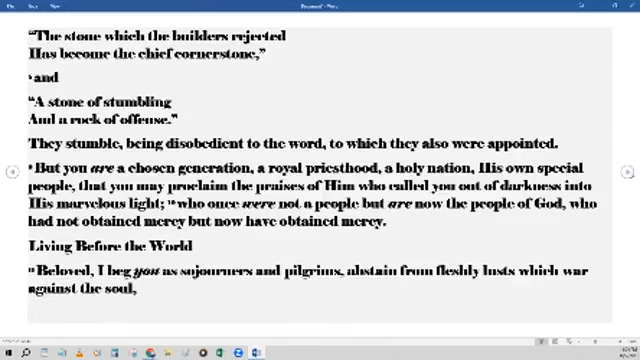 “The stone which the builders rejected
Has become the chief cornerstone,”
and
“A stone of stumbling
And a rock of offense.”
They stumble, being disobedient to the word, to which they also were appointed.
9 But you are a chosen generation, a royal priesthood, a holy nation, His own special
people, that you may proclaim the praises of Him who called you out of darkness into
His marvelous light; 10 who once were not a people but are now the people of God, who
had not obtained mercy but now have obtained mercy.
Living Before the World
11 Beloved, I beg you as sojourners and pilgrims, abstain from fleshly lusts which war
against the soul,